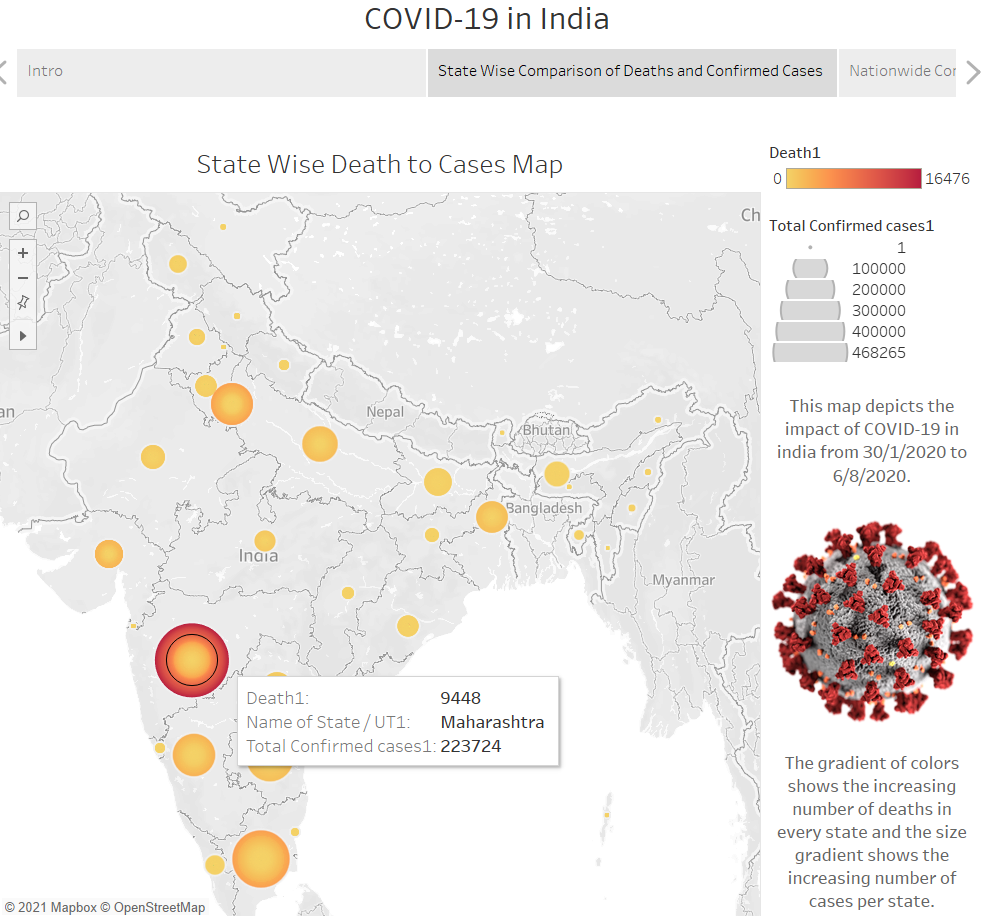 COVID-19 in India
Intro
State Wise Comparison of Deaths and Confirmed Cases
Nationwide Cor
State Wise Death to Cases Map
Death1
0
16476
Total Confirmed cases1
1
100000
200000
300000
400000
468265
This map depicts the
impact of COVID-19 in
india from 30/1/2020 to
6/8/2020.
Ch
an
Nepal
Bhutan
Bangladesh
India
Myanmar
Death1: 9448
Name of State / UT1: Maharashtra
Total Confirmed cases1: 223724
The gradient of colors
shows the increasing
number of deaths in
every state and the size
gradient shows the
increasing number of
cases per state.
© 2021 Mapbox © OpenStreetMap